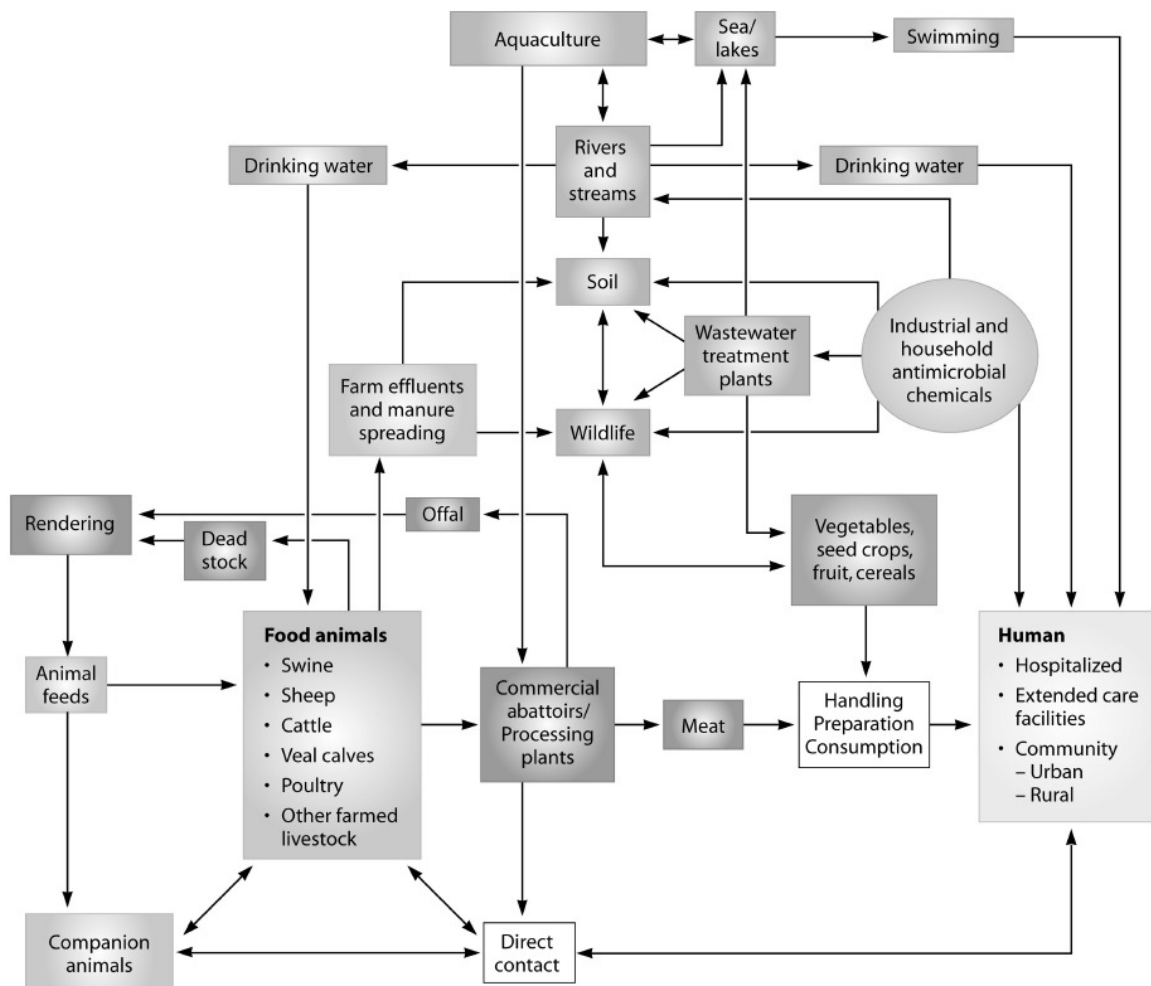 Aquaculture
Sea/
lakes
Swimming
Drinking water
Rivers
and
streams
Drinking water
Soil
Wastewater
treatment
plants
Industrial and
household
antimicrobial
chemicals
Farm effluents
and manure
spreading
Wildlife
Rendering
Dead
stock
Offal
Vegetables,
seed crops,
fruit, cereals
Animal
feeds
Food animals
• Swine
• Sheep
• Cattle
• Veal calves
• Poultry
• Other farmed
livestock
Commercial
abattoirs/
Processing
plants
Meat
Handling
Preparation
Consumption
Human
• Hospitalized
• Extended care
facilities
• Community
– Urban
– Rural
Companion
animals
Direct
contact